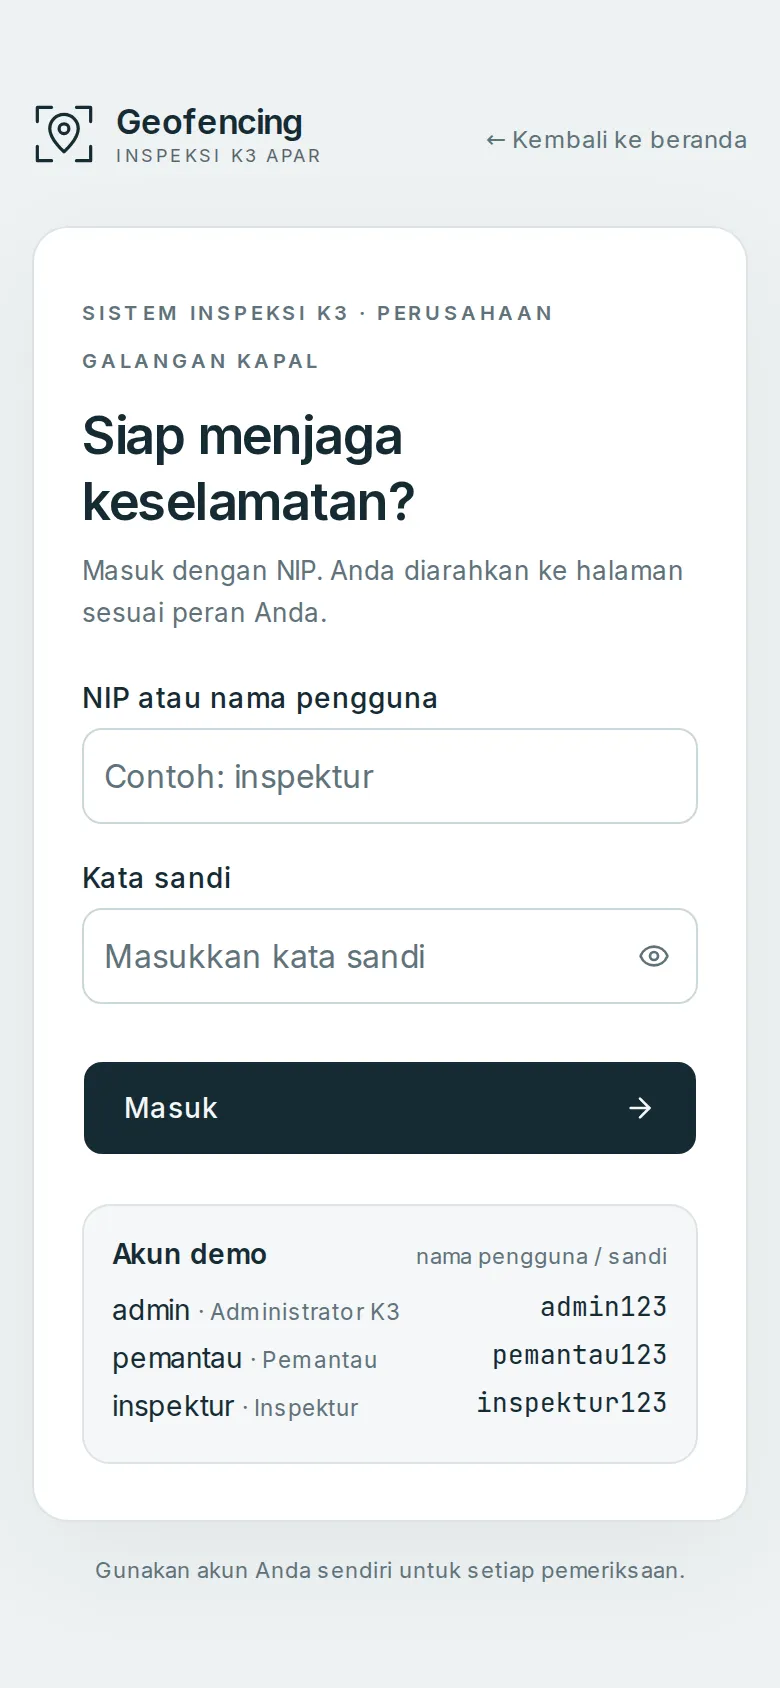 Geofencing
INSPEKSI K3 APAR
← Kembali ke beranda
SISTEM INSPEKSI K3 · PERUSAHAAN
GALANGAN KAPAL
Siap menjaga
keselamatan?
Masuk dengan NIP. Anda diarahkan ke halaman
sesuai peran Anda.
NIP atau nama pengguna
Contoh: inspektur
Kata sandi
Masukkan kata sandi
Masuk →
Akun demo nama pengguna / sandi
admin · Administrator K3 admin123
pemantau · Pemantau pemantau123
inspektur · Inspektur inspektur123
Gunakan akun Anda sendiri untuk setiap pemeriksaan.